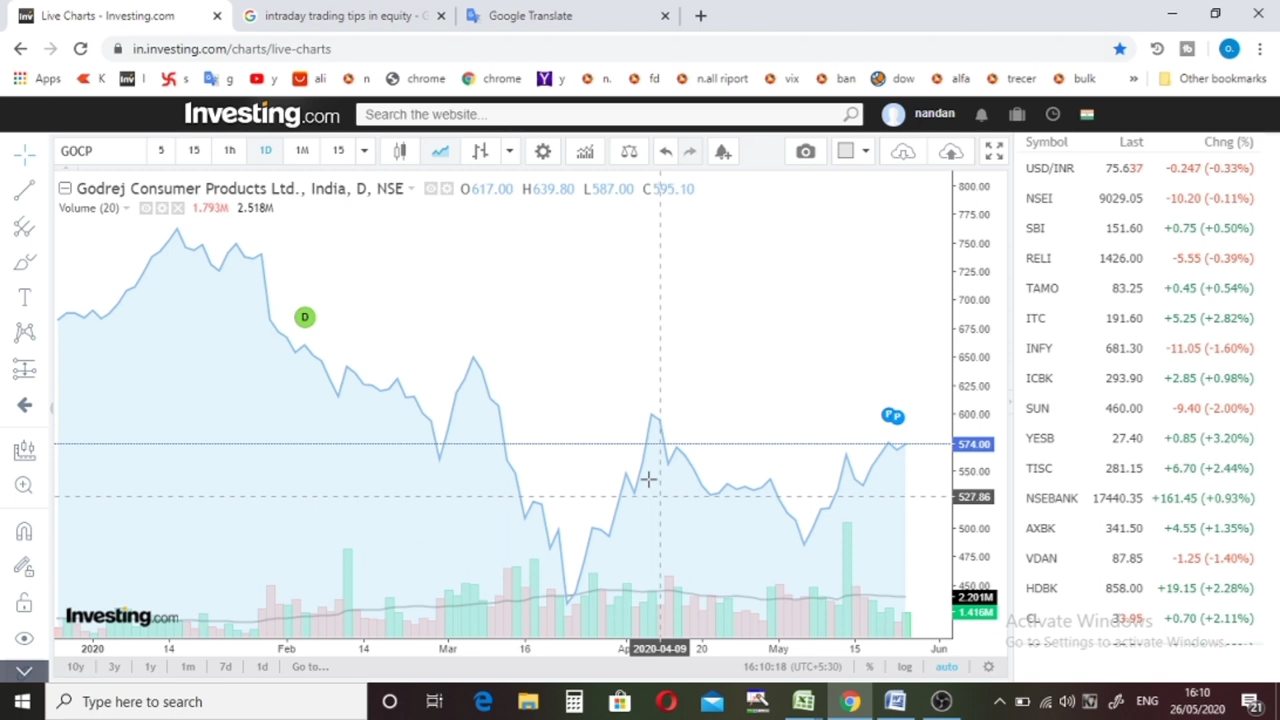 Live Charts - Investing.com
intraday trading tips in equity - G
Google Translate
in.investing.com/charts/live-charts
Apps K I s g y ali n chrome chrome y n. fd n.all riport vix ban dow alfa trecer bulk » Other bookmarks
Investing.com Search the website... nandan
GOCP 5 15 1h 1D 1M 15
Godrej Consumer Products Ltd., India, D, NSE O617.00 H639.80 L587.00 C595.10
Volume (20) 1.793M 2.518M
D
P P
800.00
775.00
750.00
725.00
700.00
675.00
650.00
625.00
600.00
574.00
550.00
527.86
500.00
475.00
450.00
2.201M
1.416M
Investing.com
2020 14 Feb 14 Mar 16 Ap 2020-04-09 20 May 15 Jun
10y 3y 1y 1m 7d 1d Go to... 16:10:18 (UTC+5:30) % log auto
Symbol Last Chng (%)
USD/INR 75.637 -0.247 (-0.33%)
NSEI 9029.05 -10.20 (-0.11%)
SBI 151.60 +0.75 (+0.50%)
RELI 1426.00 -5.55 (-0.39%)
TAMO 83.25 +0.45 (+0.54%)
ITC 191.60 +5.25 (+2.82%)
INFY 681.30 -11.05 (-1.60%)
ICBK 293.90 +2.85 (+0.98%)
SUN 460.00 -9.40 (-2.00%)
YESB 27.40 +0.85 (+3.20%)
TISC 281.15 +6.70 (+2.44%)
NSEBANK 17440.35 +161.45 (+0.93%)
AXBK 341.50 +4.55 (+1.35%)
VDAN 87.85 -1.25 (-1.40%)
HDBK 858.00 +19.15 (+2.28%)
CL 33.95 +0.70 (+2.11%)
Activate Windows
Go to Settings to activate Windows.
Type here to search
ENG
16:10
26/05/2020
21